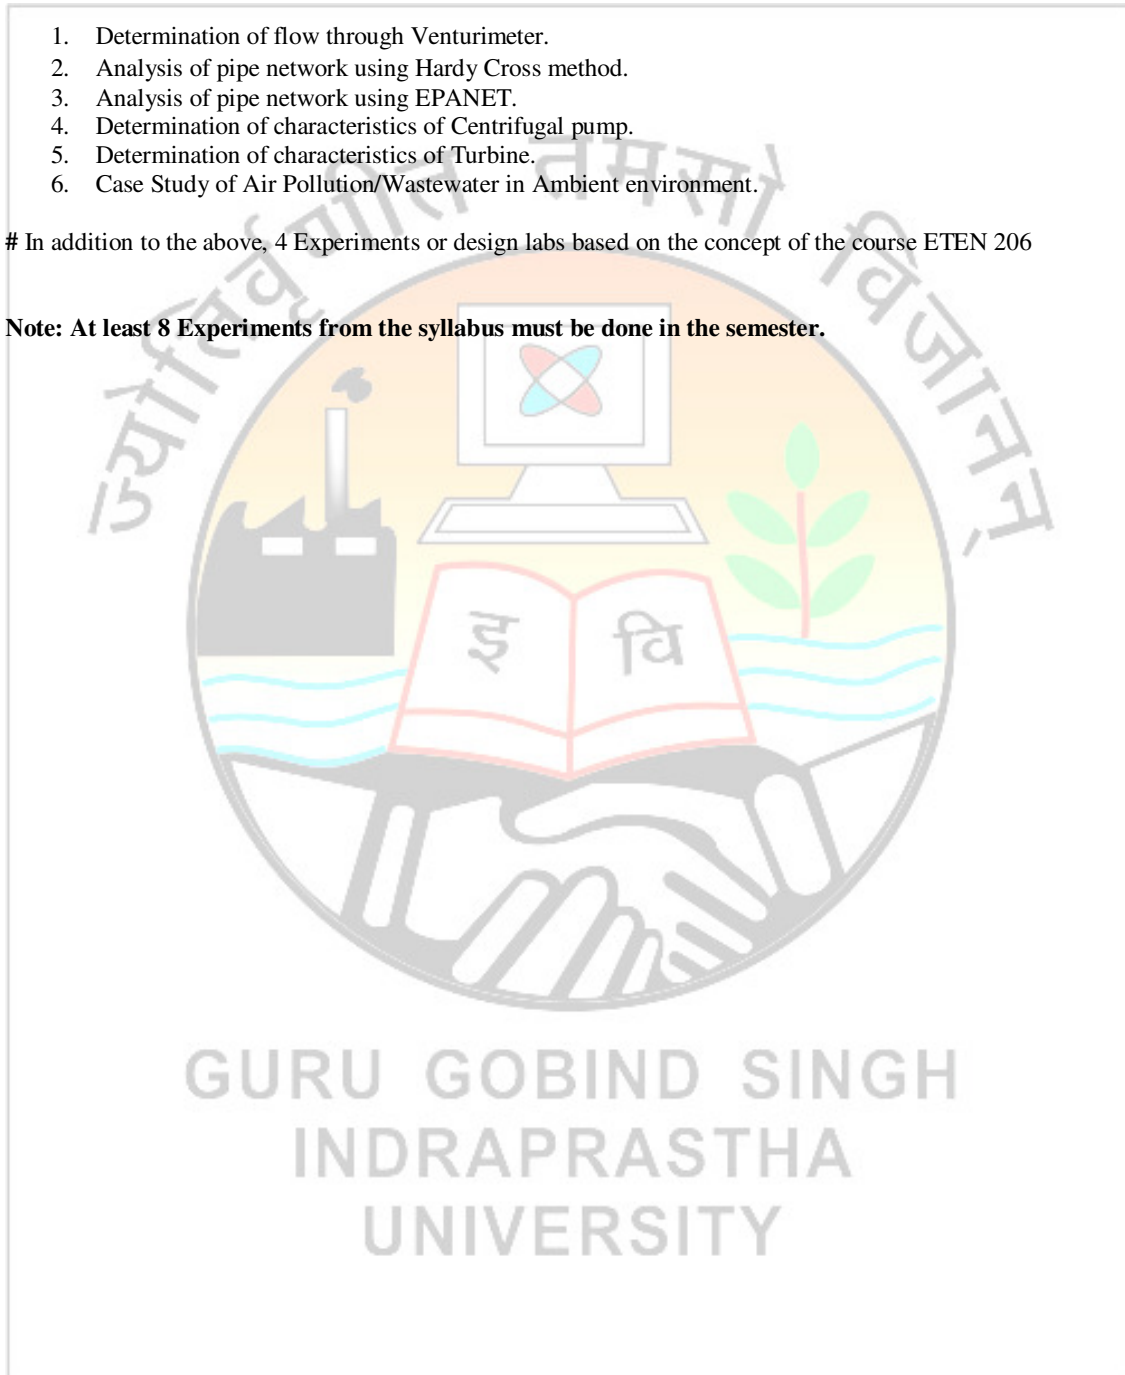 1. Determination of flow through Venturimeter.
2. Analysis of pipe network using Hardy Cross method.
3. Analysis of pipe network using EPANET.
4. Determination of characteristics of Centrifugal pump.
5. Determination of characteristics of Turbine.
6. Case Study of Air Pollution/Wastewater in Ambient environment.
# In addition to the above, 4 Experiments or design labs based on the concept of the course ETEN 206
Note: At least 8 Experiments from the syllabus must be done in the semester.
ज्योतिर्वृणीत तमसो विजानन्
इ वि
GURU GOBIND SINGH
INDRAPRASTHA
UNIVERSITY